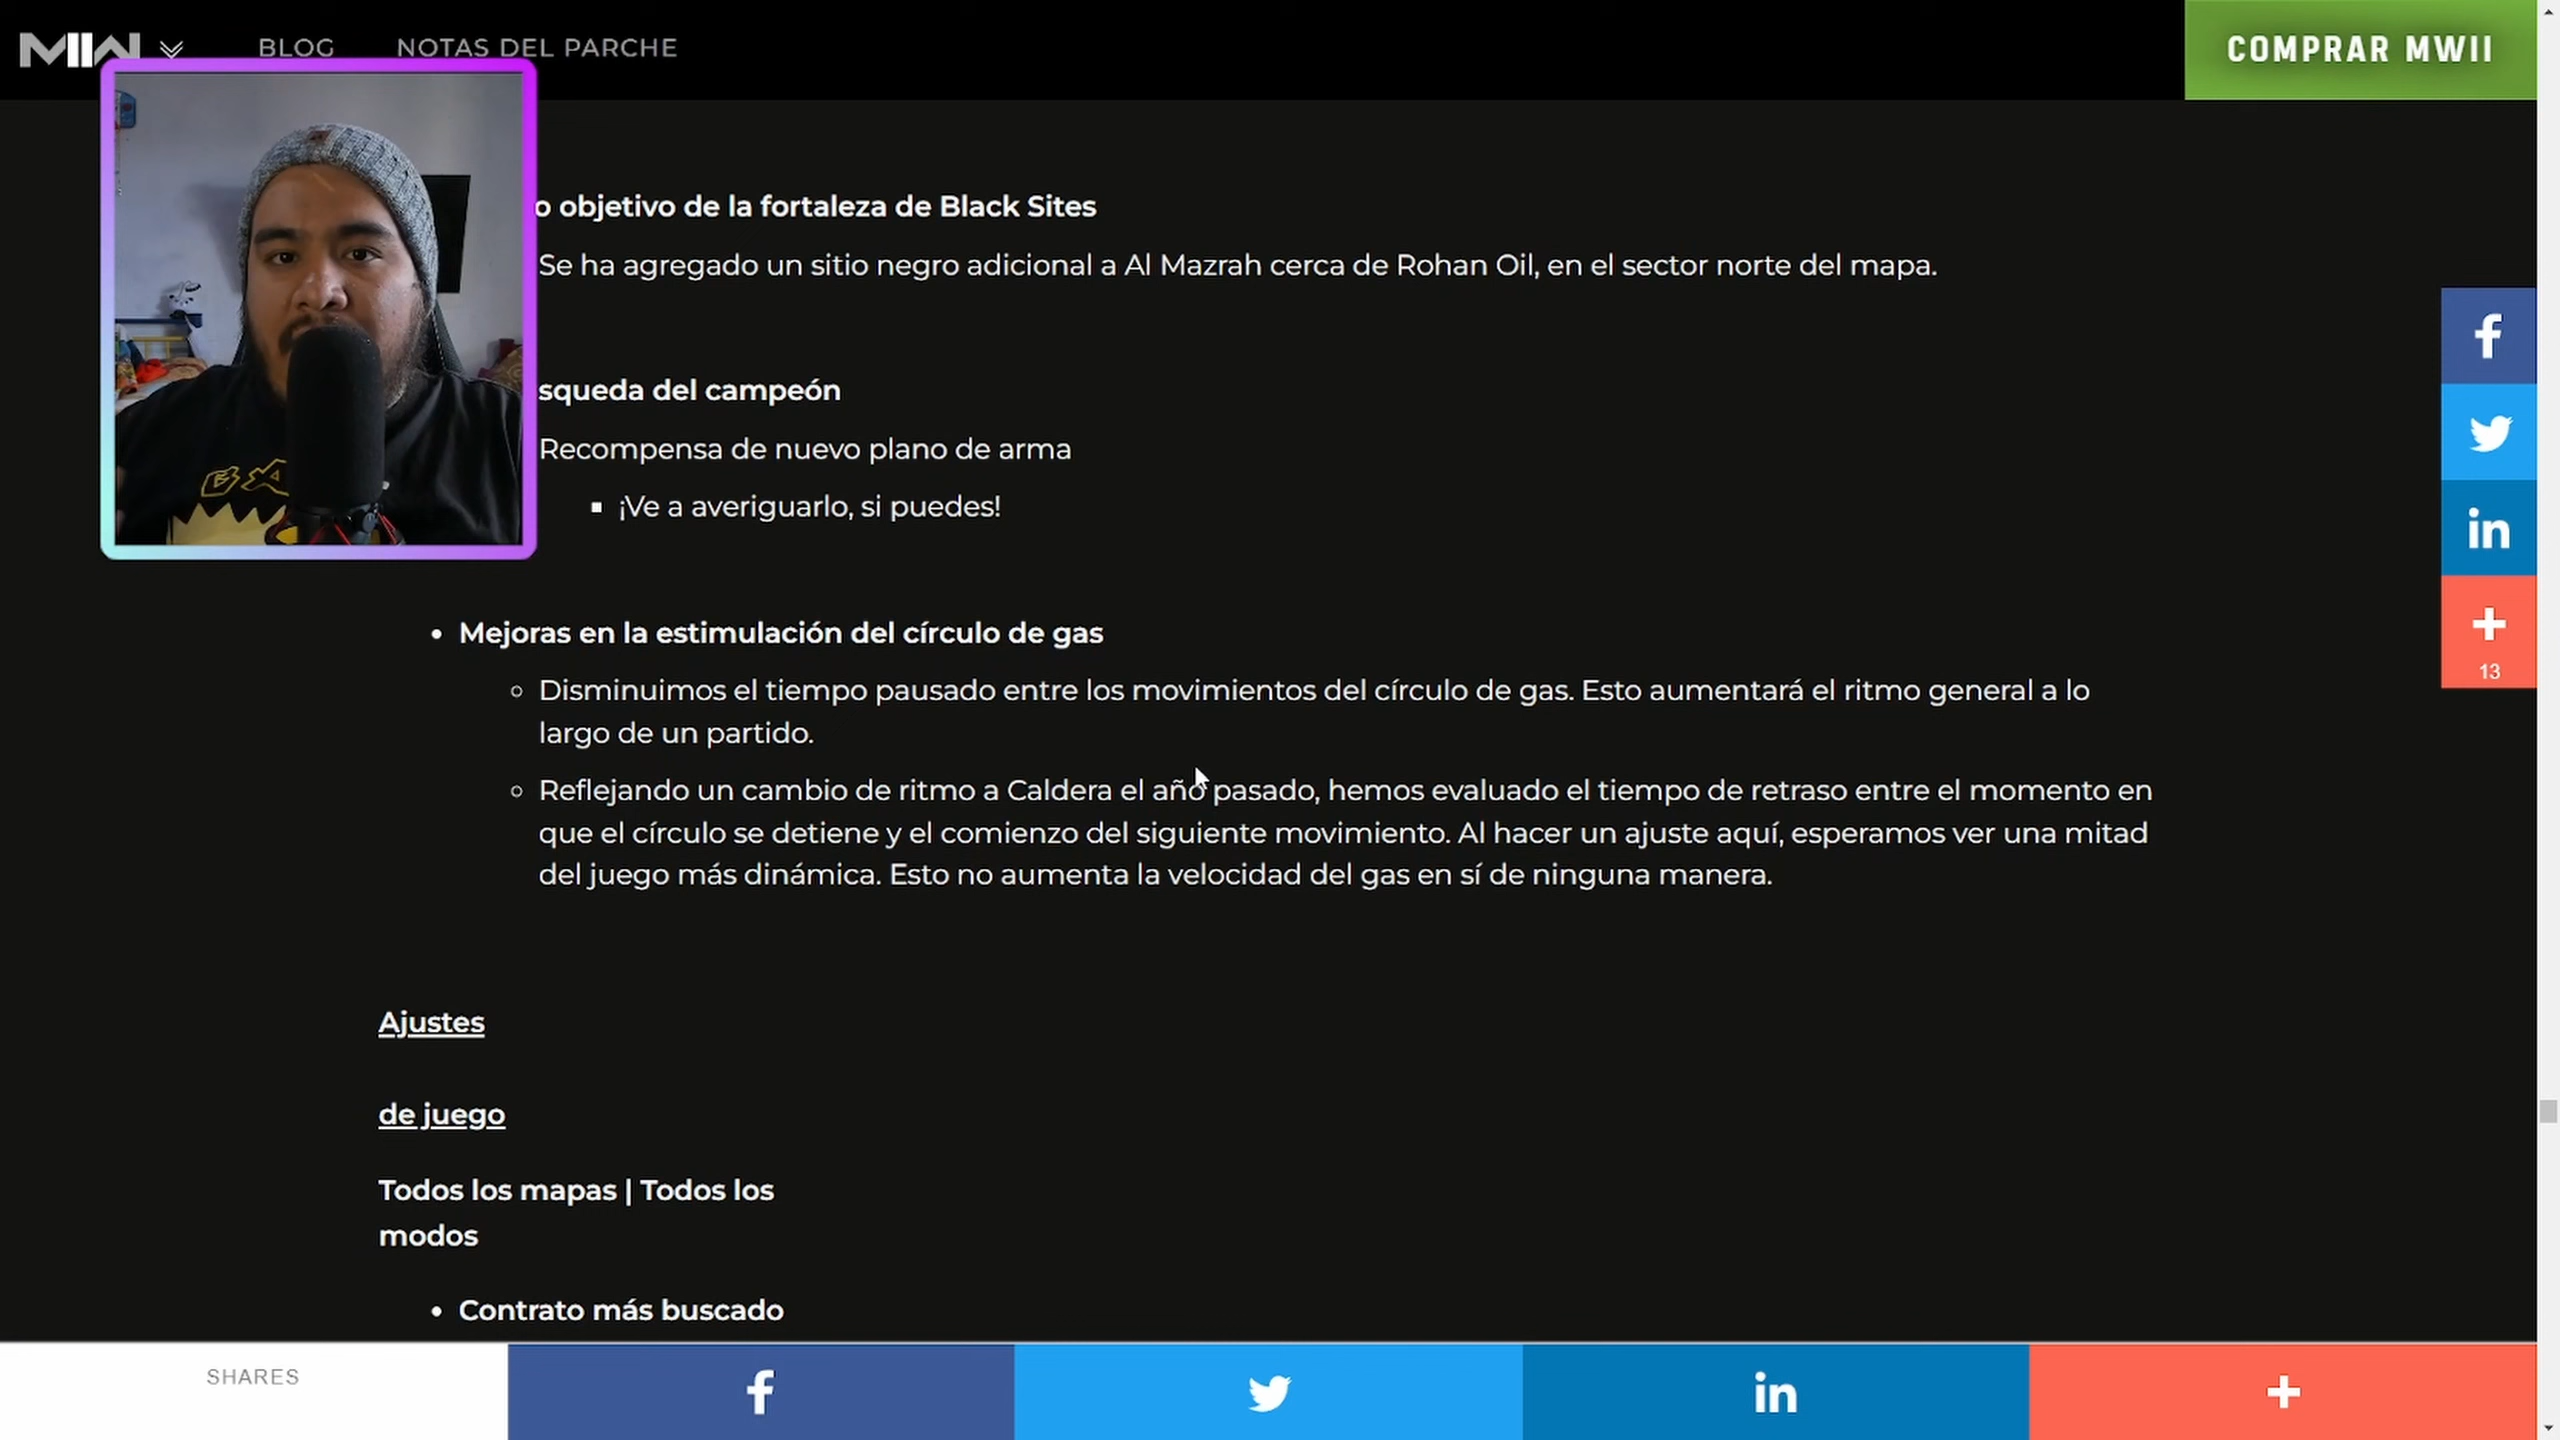 MWII
BLOG
NOTAS DEL PARCHE
COMPRAR MWII
o objetivo de la fortaleza de Black Sites
Se ha agregado un sitio negro adicional a Al Mazrah cerca de Rohan Oil, en el sector norte del mapa.
squeda del campeón
Recompensa de nuevo plano de arma
▪ ¡Ve a averiguarlo, si puedes!
• Mejoras en la estimulación del círculo de gas
○ Disminuimos el tiempo pausado entre los movimientos del círculo de gas. Esto aumentará el ritmo general a lo
largo de un partido.
○ Reflejando un cambio de ritmo a Caldera el año pasado, hemos evaluado el tiempo de retraso entre el momento en
que el círculo se detiene y el comienzo del siguiente movimiento. Al hacer un ajuste aquí, esperamos ver una mitad
del juego más dinámica. Esto no aumenta la velocidad del gas en sí de ninguna manera.
13
Ajustes
de juego
Todos los mapas | Todos los
modos
• Contrato más buscado
SHARES